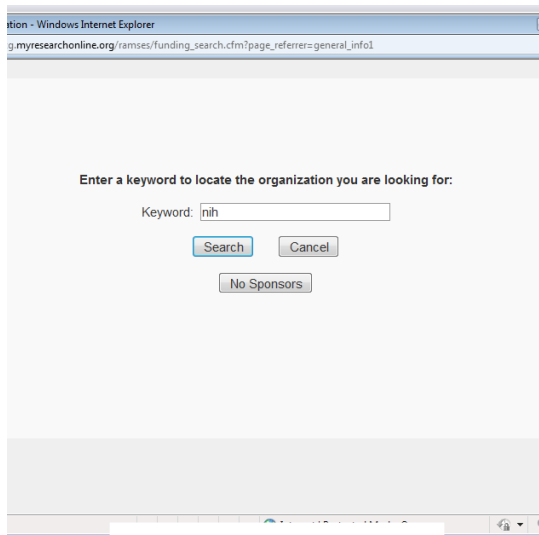 ation - Windows Internet Explorer
g.myresearchonline.org/ramses/funding_search.cfm?page_referrer=general_info1
Enter a keyword to locate the organization you are looking for:
Keyword: nih
Search Cancel
No Sponsors